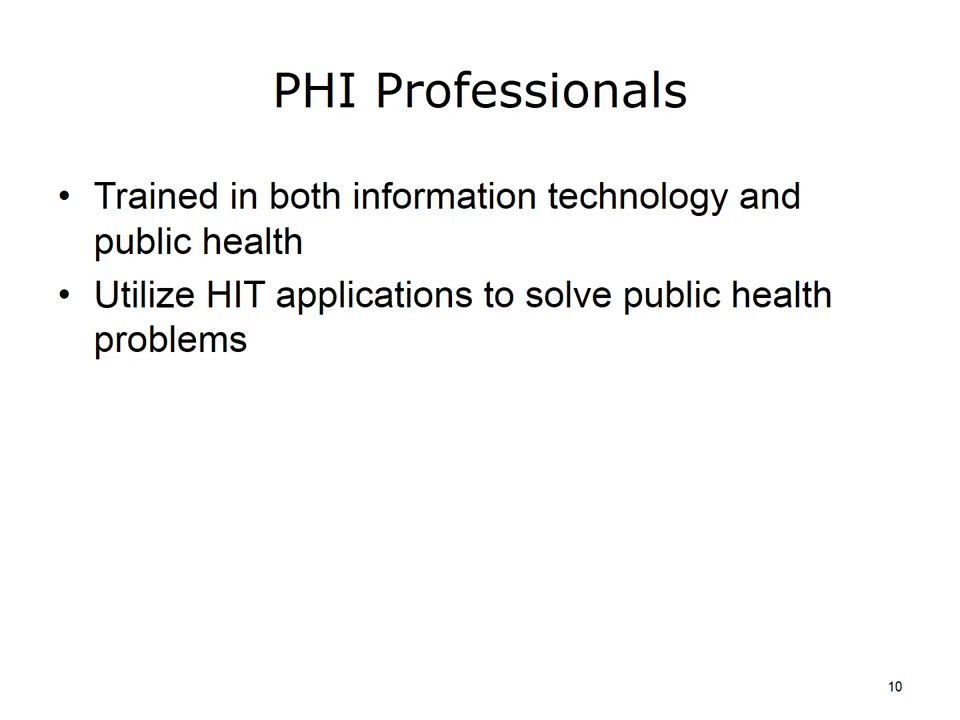 PHI Professionals
• Trained in both information technology and
public health
• Utilize HIT applications to solve public health
problems
10